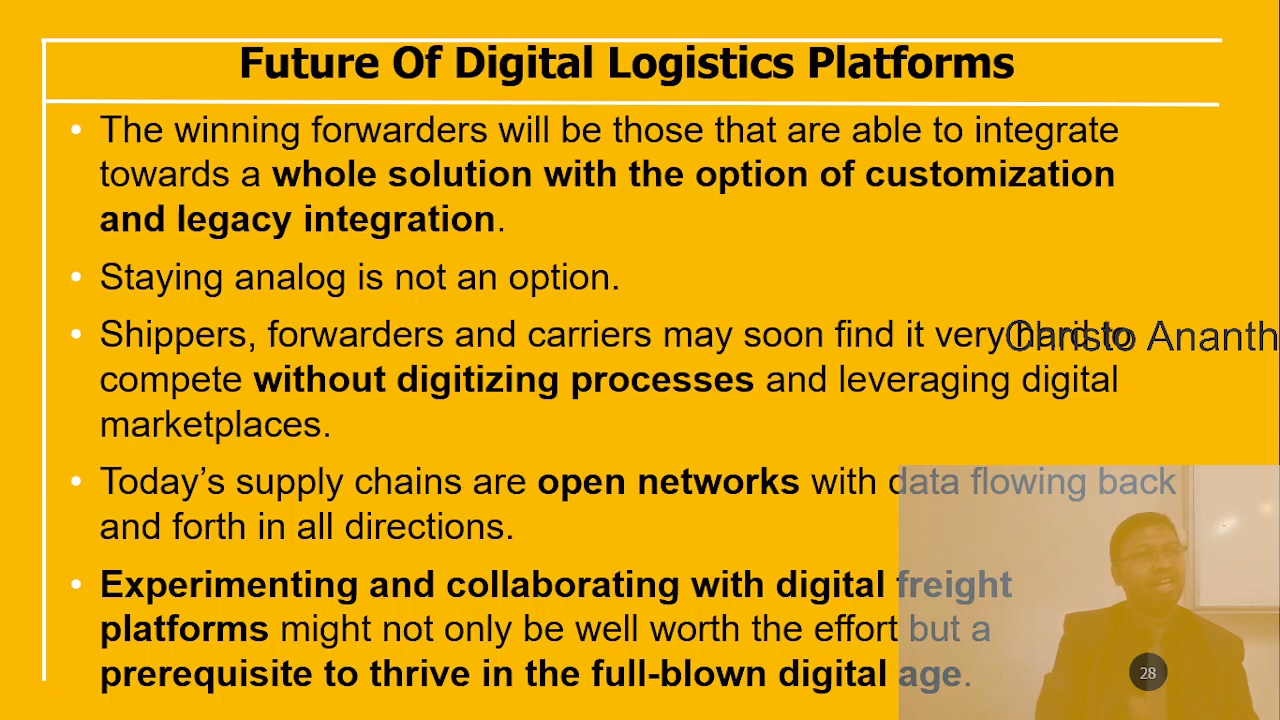 Future Of Digital Logistics Platforms
• The winning forwarders will be those that are able to integrate
towards a whole solution with the option of customization
and legacy integration.
• Staying analog is not an option.
• Shippers, forwarders and carriers may soon find it very hard to
Christo Ananth
compete without digitizing processes and leveraging digital
marketplaces.
• Today’s supply chains are open networks with data flowing back
and forth in all directions.
• Experimenting and collaborating with digital freight
platforms might not only be well worth the effort but a
prerequisite to thrive in the full-blown digital age.
28